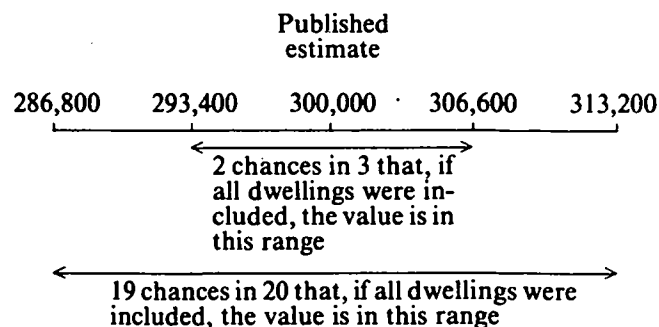 Published
estimate
286,800 293,400 300,000 306,600 313,200
2 chances in 3 that, if
all dwellings were in-
cluded, the value is in
this range
19 chances in 20 that, if all dwellings were
included, the value is in this range